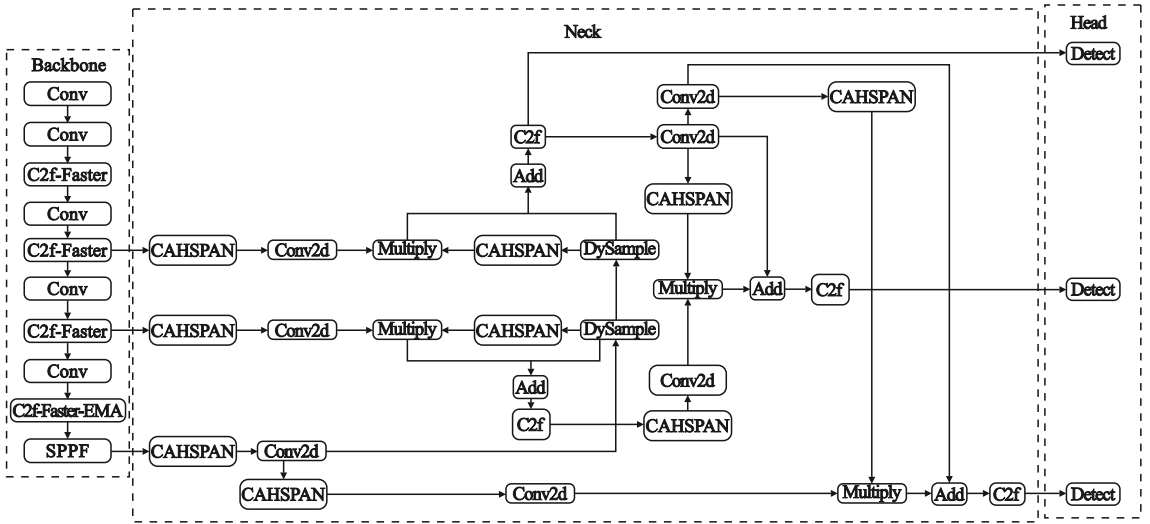 Neck
Head
Backbone
Conv
Conv
C2f-Faster
Conv
C2f-Faster
Conv
C2f-Faster
Conv
C2f-Faster-EMA
SPPF
Detect
Conv2d
CAHSPAN
C2f
Conv2d
Add
CAHSPAN
CAHSPAN
Conv2d
Multiply
CAHSPAN
DySample
Multiply
Add
C2f
Detect
CAHSPAN
Conv2d
Multiply
CAHSPAN
DySample
Add
Conv2d
C2f
CAHSPAN
CAHSPAN
Conv2d
CAHSPAN
Conv2d
Multiply
Add
C2f
Detect